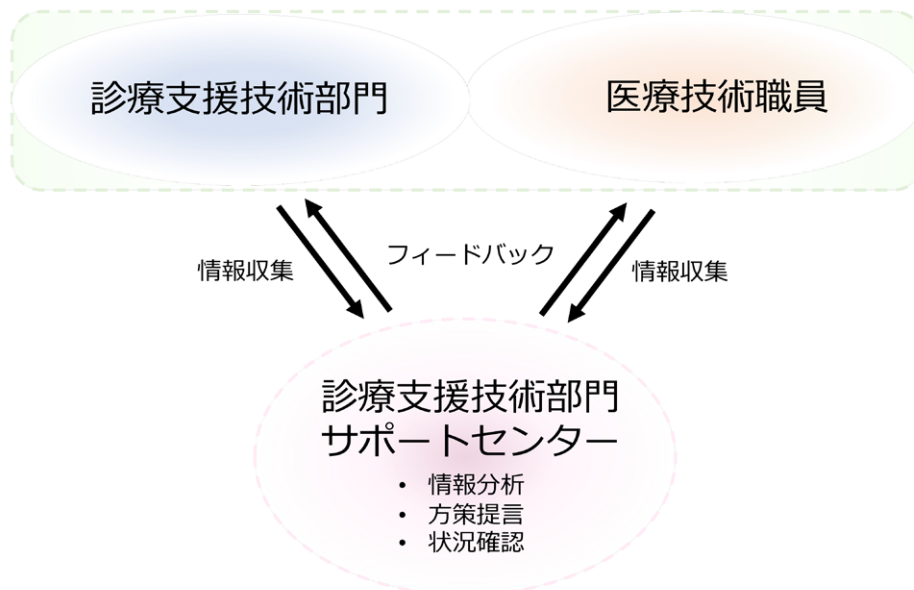 診療支援技術部門
医療技術職員
フィードバック
情報収集
情報収集
診療支援技術部門
サポートセンター
• 情報分析
• 方策提言
• 状況確認